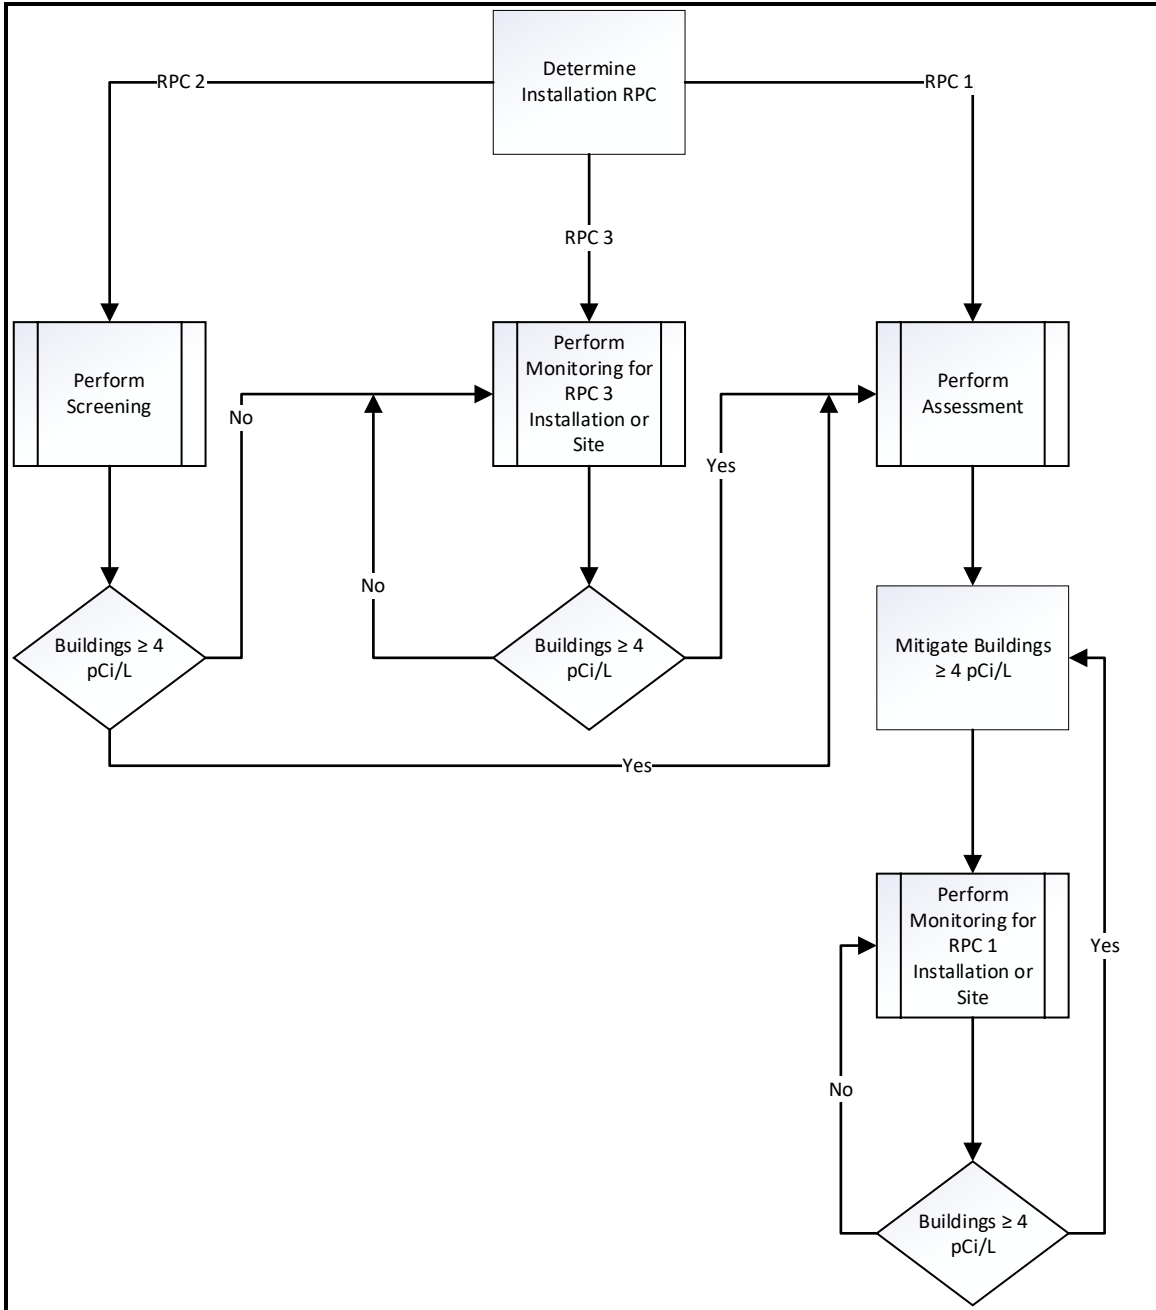 Determine
Installation RPC
RPC 2
RPC 1
RPC 3
Perform
Screening
Perform
Monitoring for
RPC 3
Installation or
Site
Perform
Assessment
No
Yes
No
Buildings ≥ 4
pCi/L
Buildings ≥ 4
pCi/L
Mitigate Buildings
≥ 4 pCi/L
Yes
Perform
Monitoring for
RPC 1
Installation or
Site
Yes
No
Buildings ≥ 4
pCi/L